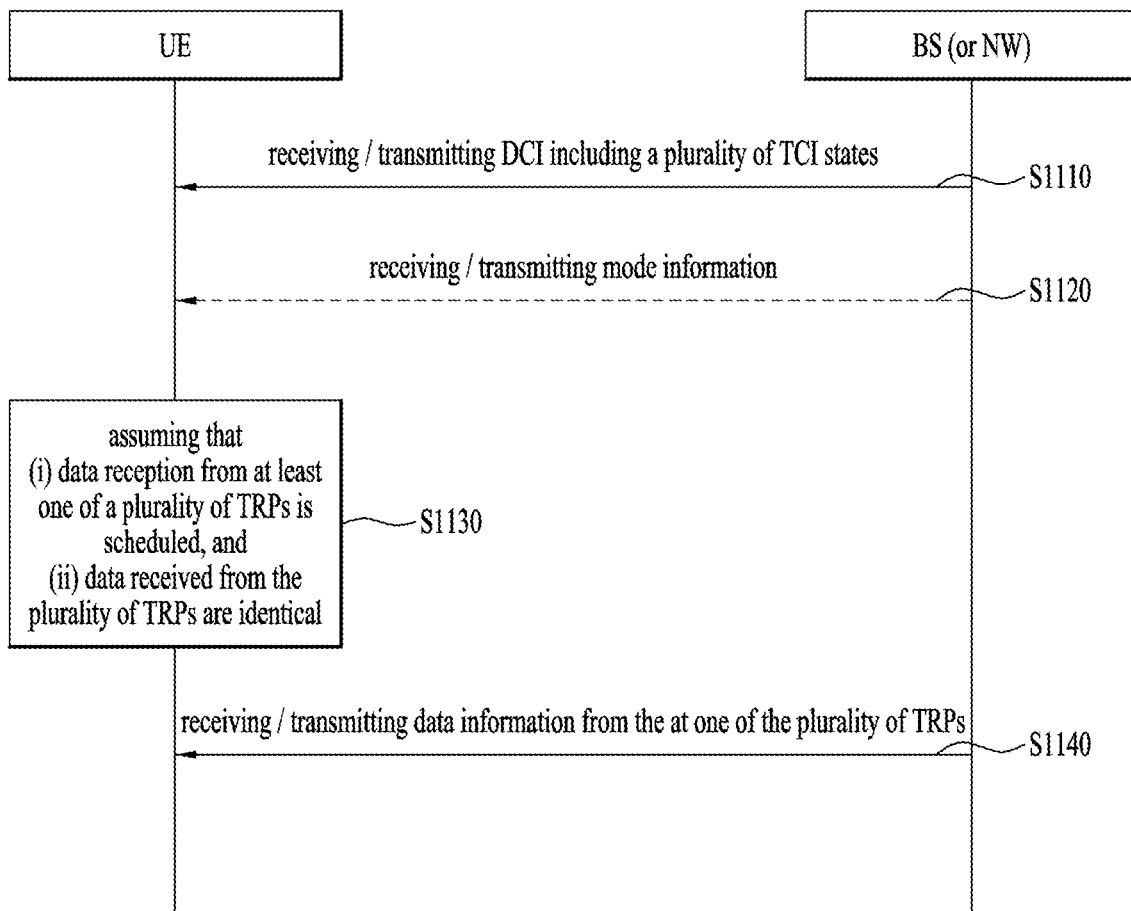 UE
BS (or NW)
receiving / transmitting DCI including a plurality of TCI states
S1110
receiving / transmitting mode information
S1120
assuming that
(i) data reception from at least
one of a plurality of TRPs is
scheduled, and
(ii) data received from the
plurality of TRPs are identical
S1130
receiving / transmitting data information from the at one of the plurality of TRPs
S1140